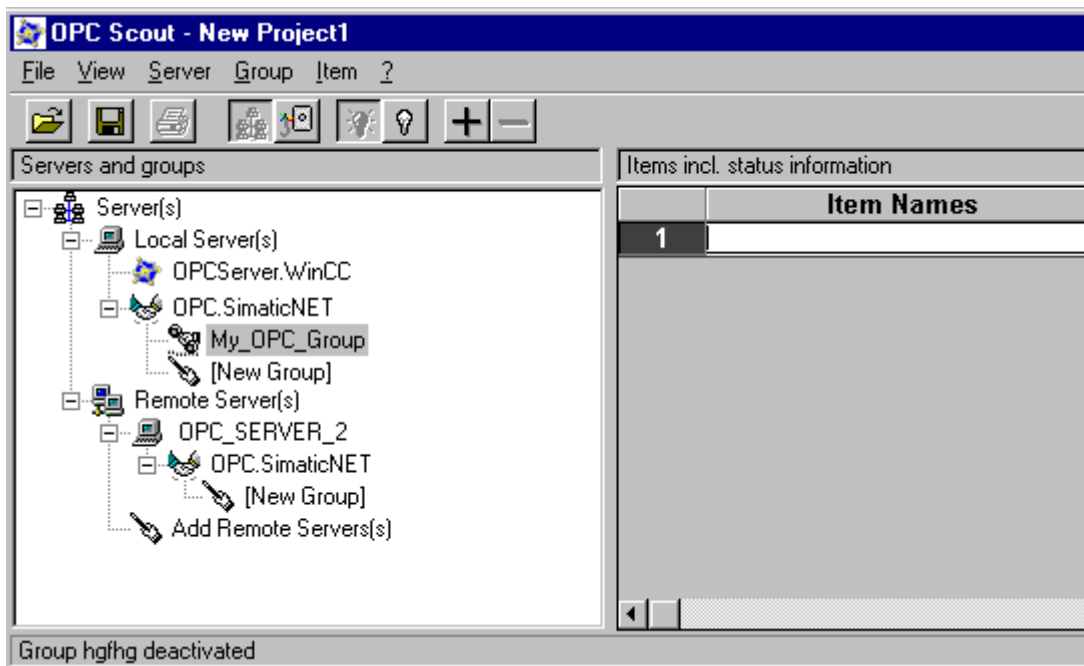 OPC Scout - New Project1
File View Server Group Item ?
Servers and groups
Items incl. status information
Server(s)
Local Server(s)
OPCServer.WinCC
OPC.SimaticNET
My_OPC_Group
[New Group]
Remote Server(s)
OPC_SERVER_2
OPC.SimaticNET
[New Group]
Add Remote Servers(s)
Item Names
1
Group hgfhg deactivated